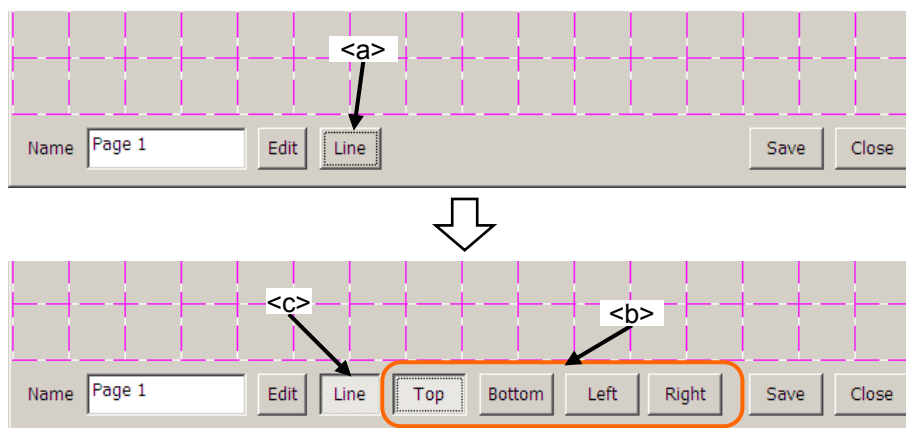 <a>
Name Page 1 Edit Line Save Close
<c>
<b>
Name Page 1 Edit Line Top Bottom Left Right Save Close